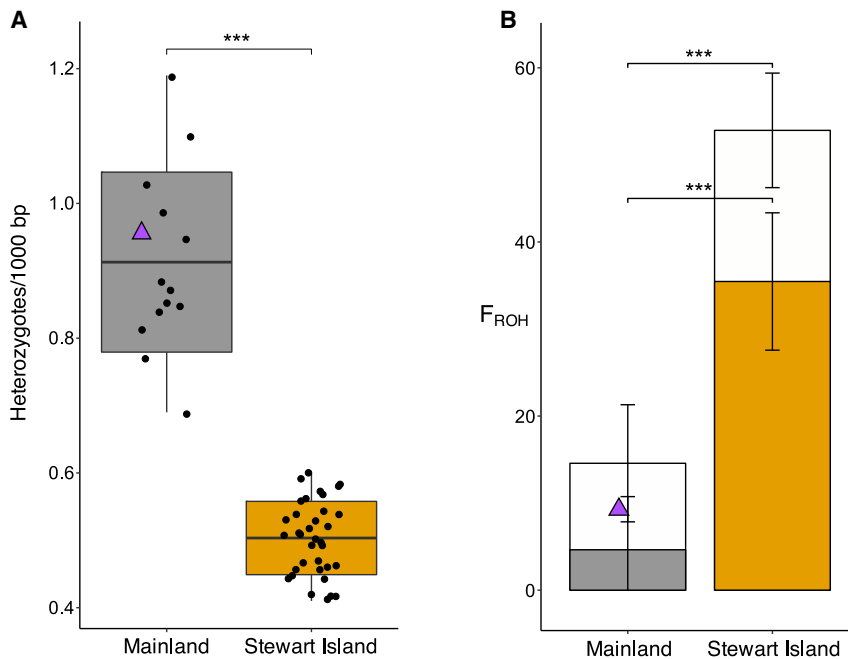 A
***
1.2
1.0
0.8
0.6
0.4
Heterozygotes/1000 bp
Mainland Stewart Island
B
***
***
60
40
20
0
FROH
Mainland Stewart Island